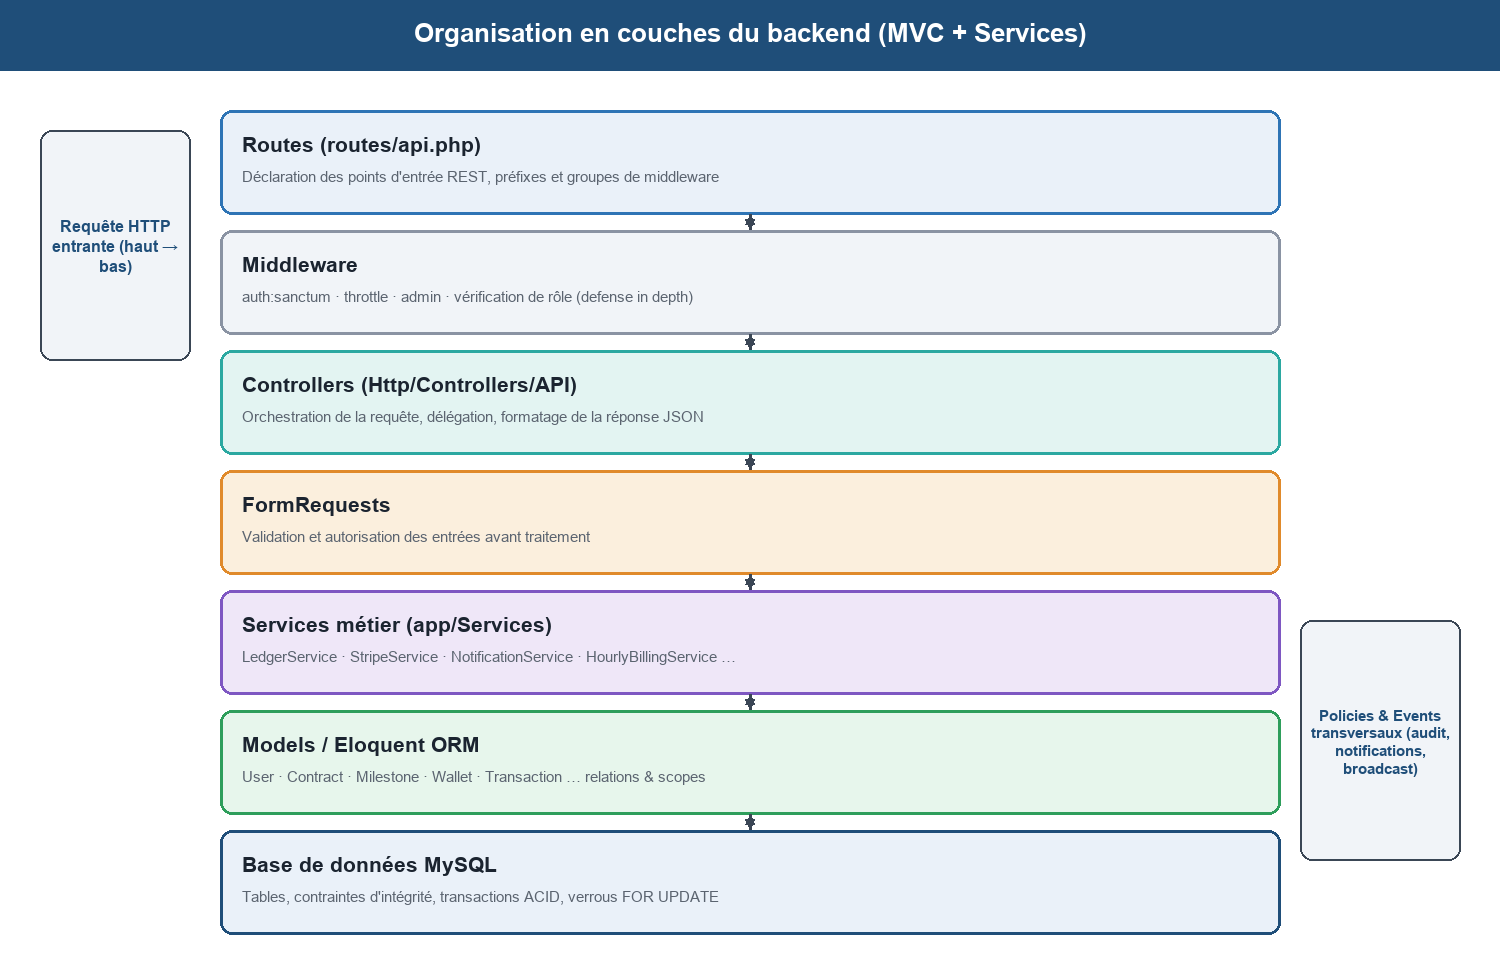 Organisation en couches du backend (MVC + Services)
Requête HTTP
entrante (haut →
bas)
Routes (routes/api.php)
Déclaration des points d'entrée REST, préfixes et groupes de middleware
Middleware
auth:sanctum · throttle · admin · vérification de rôle (defense in depth)
Controllers (Http/Controllers/API)
Orchestration de la requête, délégation, formatage de la réponse JSON
FormRequests
Validation et autorisation des entrées avant traitement
Services métier (app/Services)
LedgerService · StripeService · NotificationService · HourlyBillingService …
Models / Eloquent ORM
User · Contract · Milestone · Wallet · Transaction … relations & scopes
Base de données MySQL
Tables, contraintes d'intégrité, transactions ACID, verrous FOR UPDATE
Policies & Events
transversaux (audit,
notifications,
broadcast)